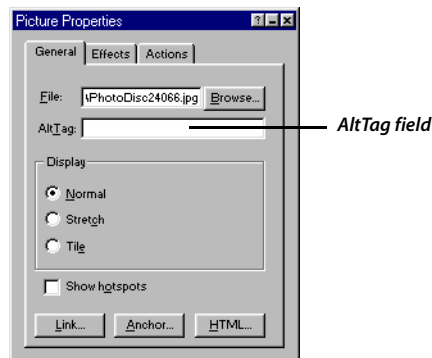 Picture Properties
General Effects Actions
File: \PhotoDisc24066.jpg Browse...
AltTag: AltTag field
Display
Normal
Stretch
Tile
Show hotspots
Link... Anchor... HTML...